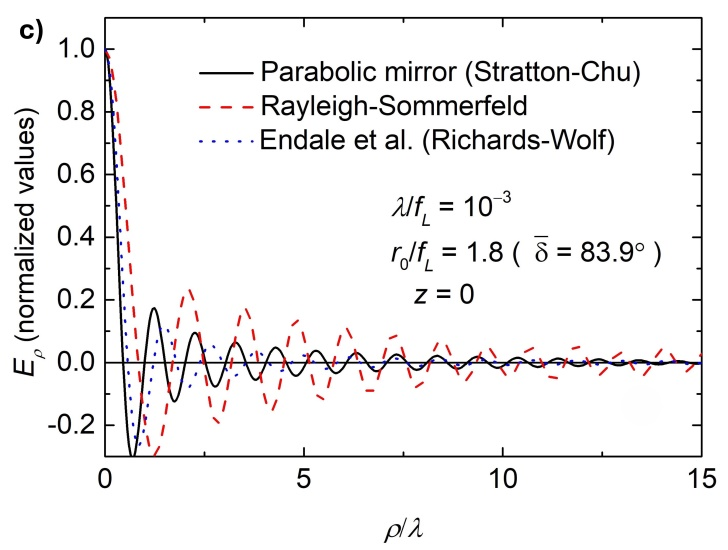 c)
Parabolic mirror (Stratton-Chu)
Rayleigh-Sommerfeld
Endale et al. (Richards-Wolf)
λ/f_L = 10⁻³
r₀/f_L = 1.8 ( δ̄ = 83.9° )
z = 0
E_ρ (normalized values)
1.0
0.8
0.6
0.4
0.2
0.0
-0.2
0
5
10
15
ρ/λ